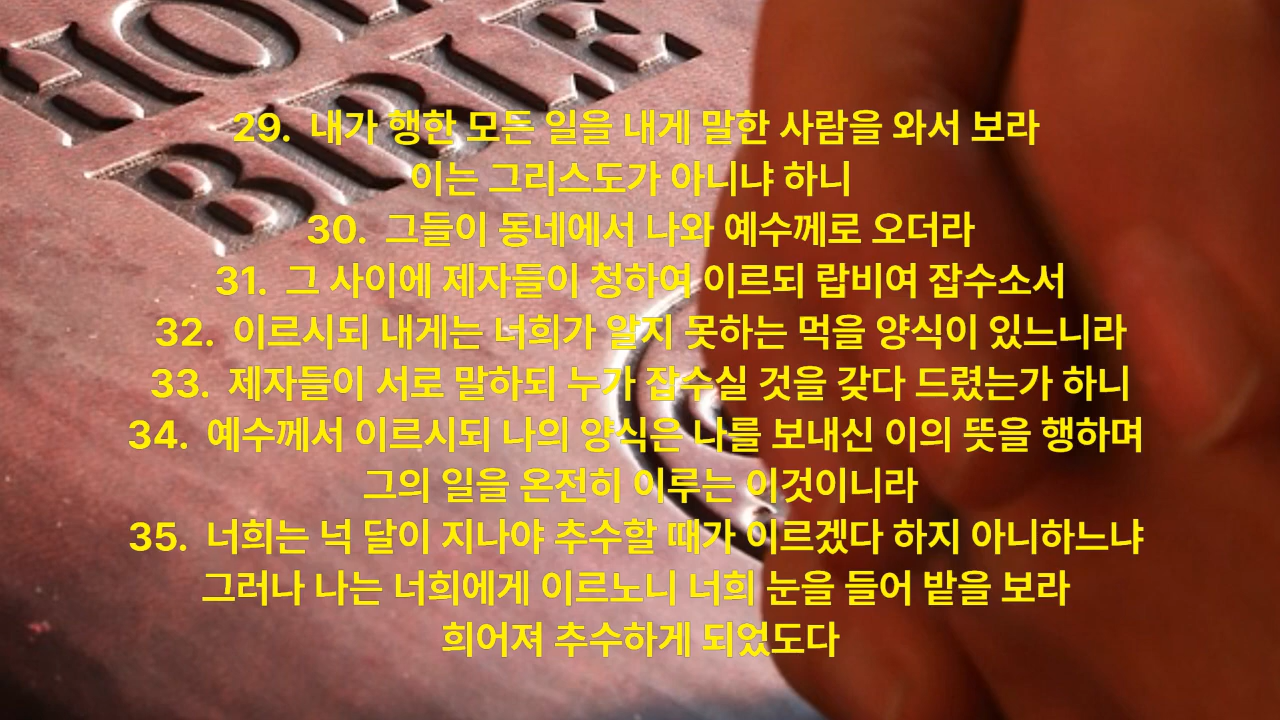 HOL
BIBLE
29. 내가 행한 모든 일을 내게 말한 사람을 와서 보라
이는 그리스도가 아니냐 하니
30. 그들이 동네에서 나와 예수께로 오더라
31. 그 사이에 제자들이 청하여 이르되 랍비여 잡수소서
32. 이르시되 내게는 너희가 알지 못하는 먹을 양식이 있느니라
33. 제자들이 서로 말하되 누가 잡수실 것을 갖다 드렸는가 하니
34. 예수께서 이르시되 나의 양식은 나를 보내신 이의 뜻을 행하며
그의 일을 온전히 이루는 이것이니라
35. 너희는 넉 달이 지나야 추수할 때가 이르겠다 하지 아니하느냐
그러나 나는 너희에게 이르노니 너희 눈을 들어 밭을 보라
희어져 추수하게 되었도다